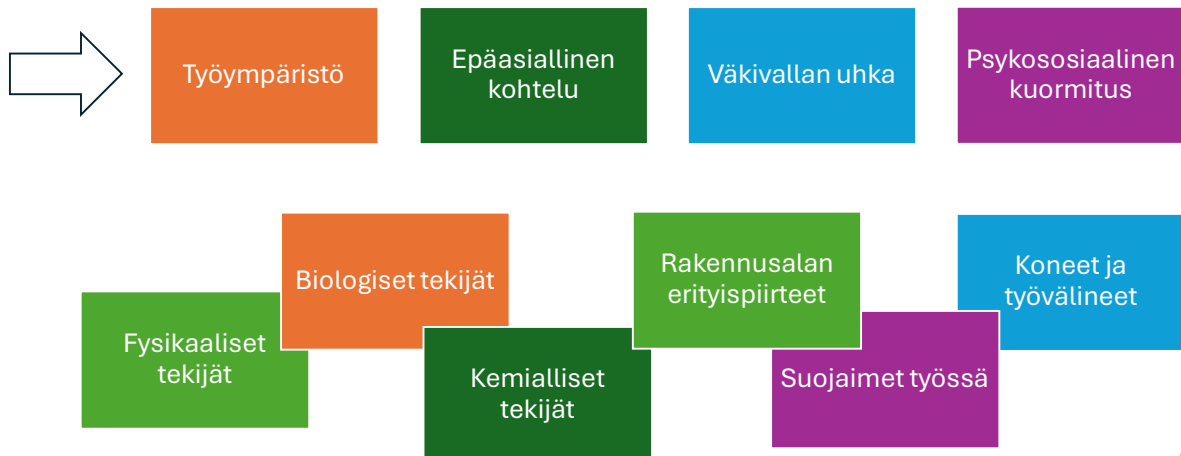 Työympäristö
Epäasiallinen
kohtelu
Väkivallan uhka
Psykososiaalinen
kuormitus
Biologiset tekijät
Rakennusalan
erityispiirteet
Koneet ja
työvälineet
Fysikaaliset
tekijät
Kemialliset
tekijät
Suojaimet työssä